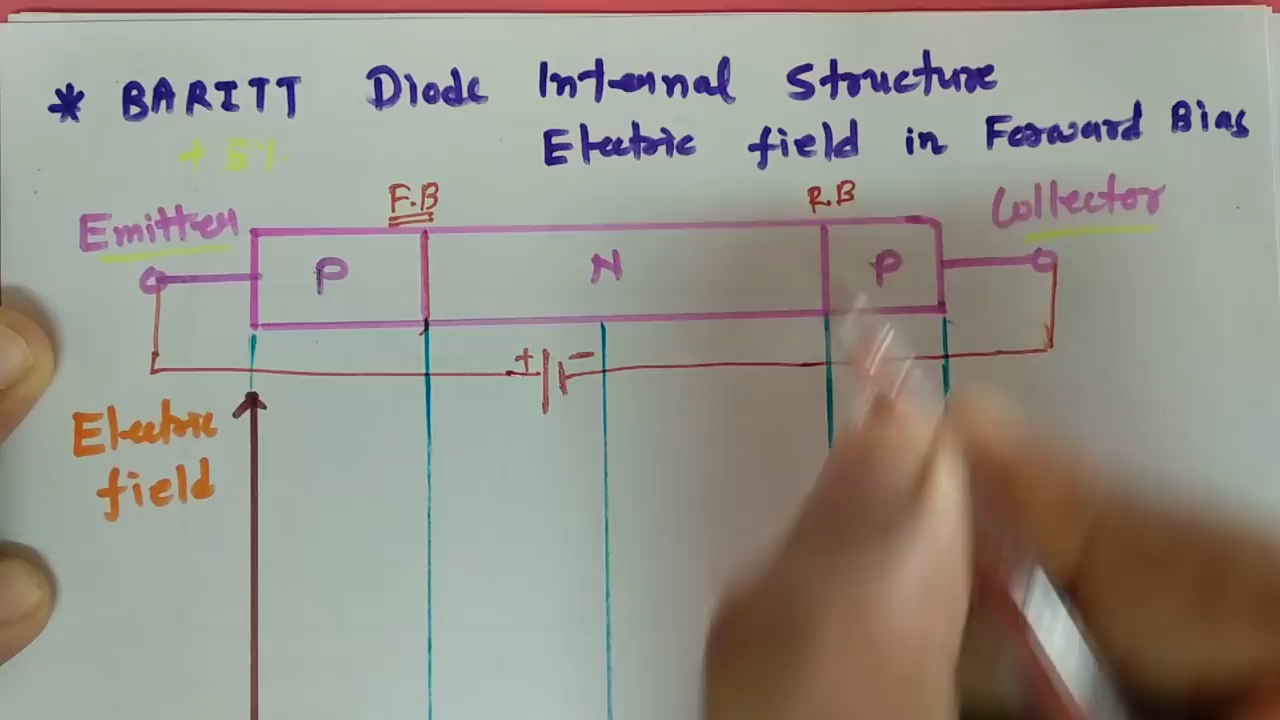 * BARITT Diode Internal Structure
Electric field in Forward Bias
F.B
R.B
Emitter
Collector
P
N
P
+ -
Electric
field